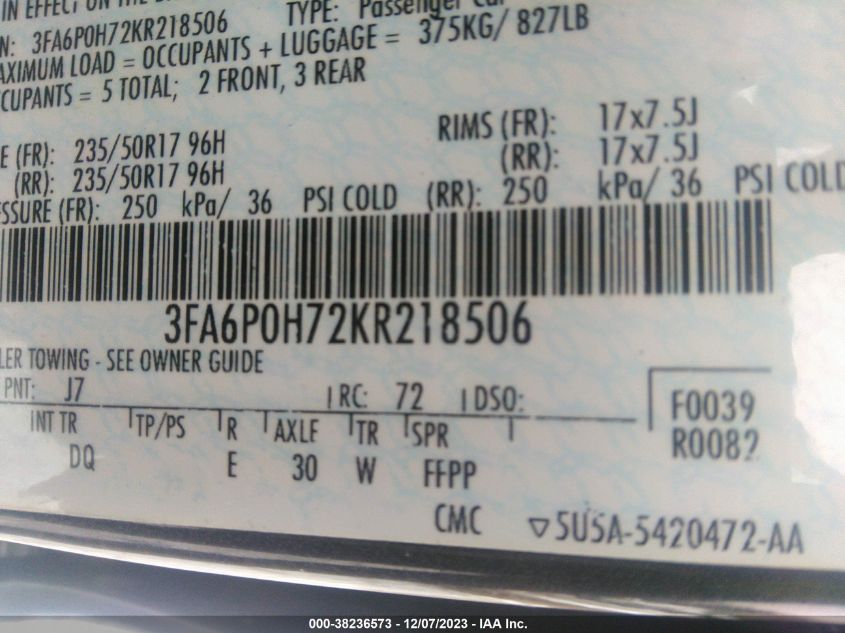 IN EFFECT ON THE
TYPE: Passenger Car
N: 3FA6P0H72KR218506
AXIMUM LOAD = OCCUPANTS + LUGGAGE = 375KG/ 827LB
CUPANTS = 5 TOTAL; 2 FRONT, 3 REAR
E (FR): 235/50R17 96H RIMS (FR): 17x7.5J
(RR): 235/50R17 96H (RR): 17x7.5J
SSURE (FR): 250 kPa/ 36 PSI COLD (RR): 250 kPa/ 36 PSI COLD
3FA6P0H72KR218506
LER TOWING - SEE OWNER GUIDE
PNT: J7 RC: 72 DSO:
INT TR TP/PS R AXLE TR SPR F0039
DQ E 30 W FFPP R0082
CMC ▽5U5A-5420472-AA
000-38236573 - 12/07/2023 - IAA Inc.